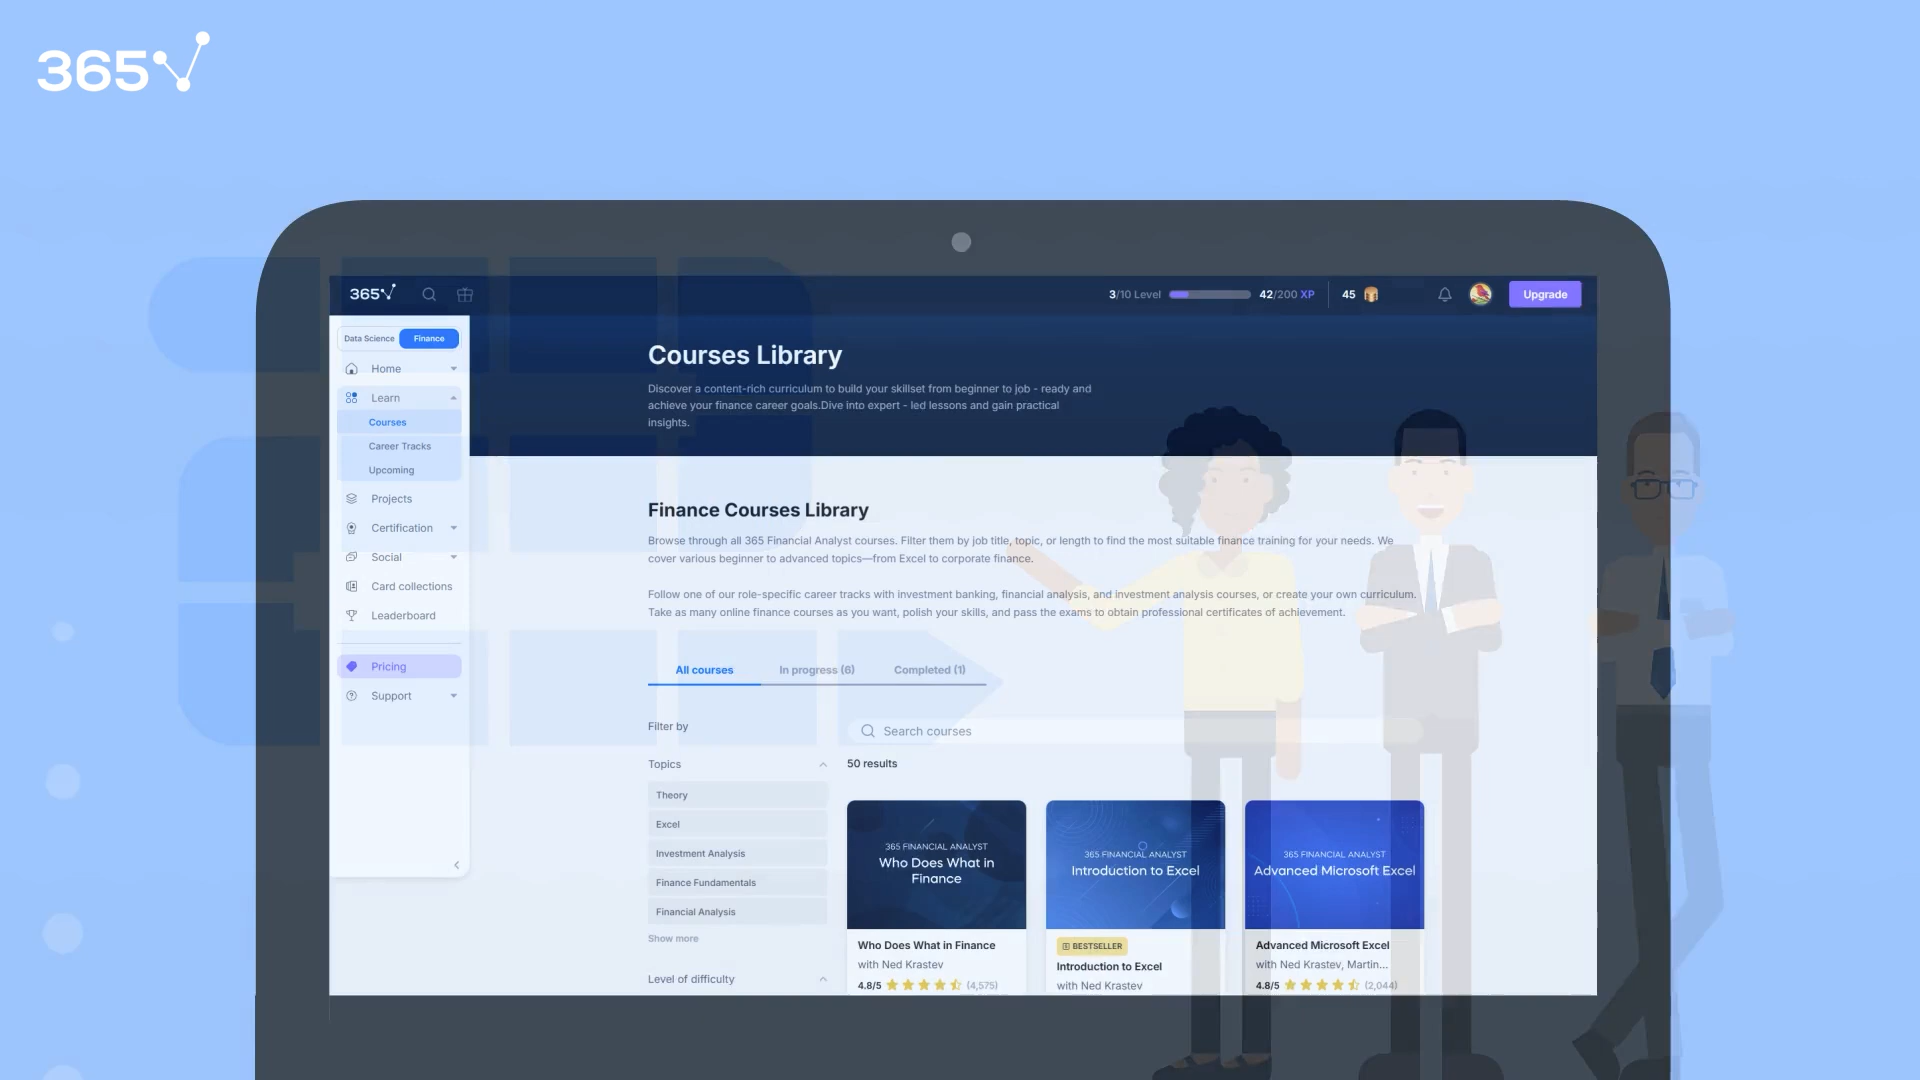 365
365
3/10 Level
42/200 XP
45
Upgrade
Data Science
Finance
Home
Learn
Courses
Career Tracks
Upcoming
Projects
Certification
Social
Card collections
Leaderboard
Pricing
Support
Courses Library
Discover a content-rich curriculum to build your skillset from beginner to job - ready and
achieve your finance career goals.Dive into expert - led lessons and gain practical
insights.
Finance Courses Library
Browse through all 365 Financial Analyst courses. Filter them by job title, topic, or length to find the most suitable finance training for your needs. We
cover various beginner to advanced topics—from Excel to corporate finance.
Follow one of our role-specific career tracks with investment banking, financial analysis, and investment analysis courses, or create your own curriculum.
Take as many online finance courses as you want, polish your skills, and pass the exams to obtain professional certificates of achievement.
All courses
In progress (6)
Completed (1)
Filter by
Search courses
Topics
50 results
Theory
Excel
Investment Analysis
Finance Fundamentals
Financial Analysis
Show more
Level of difficulty
365 FINANCIAL ANALYST
Who Does What in
Finance
Who Does What in Finance
with Ned Krastev
4.8/5
(4,575)
365 FINANCIAL ANALYST
Introduction to Excel
BESTSELLER
Introduction to Excel
with Ned Krastev
365 FINANCIAL ANALYST
Advanced Microsoft Excel
Advanced Microsoft Excel
with Ned Krastev, Martin...
4.8/5
(2,044)